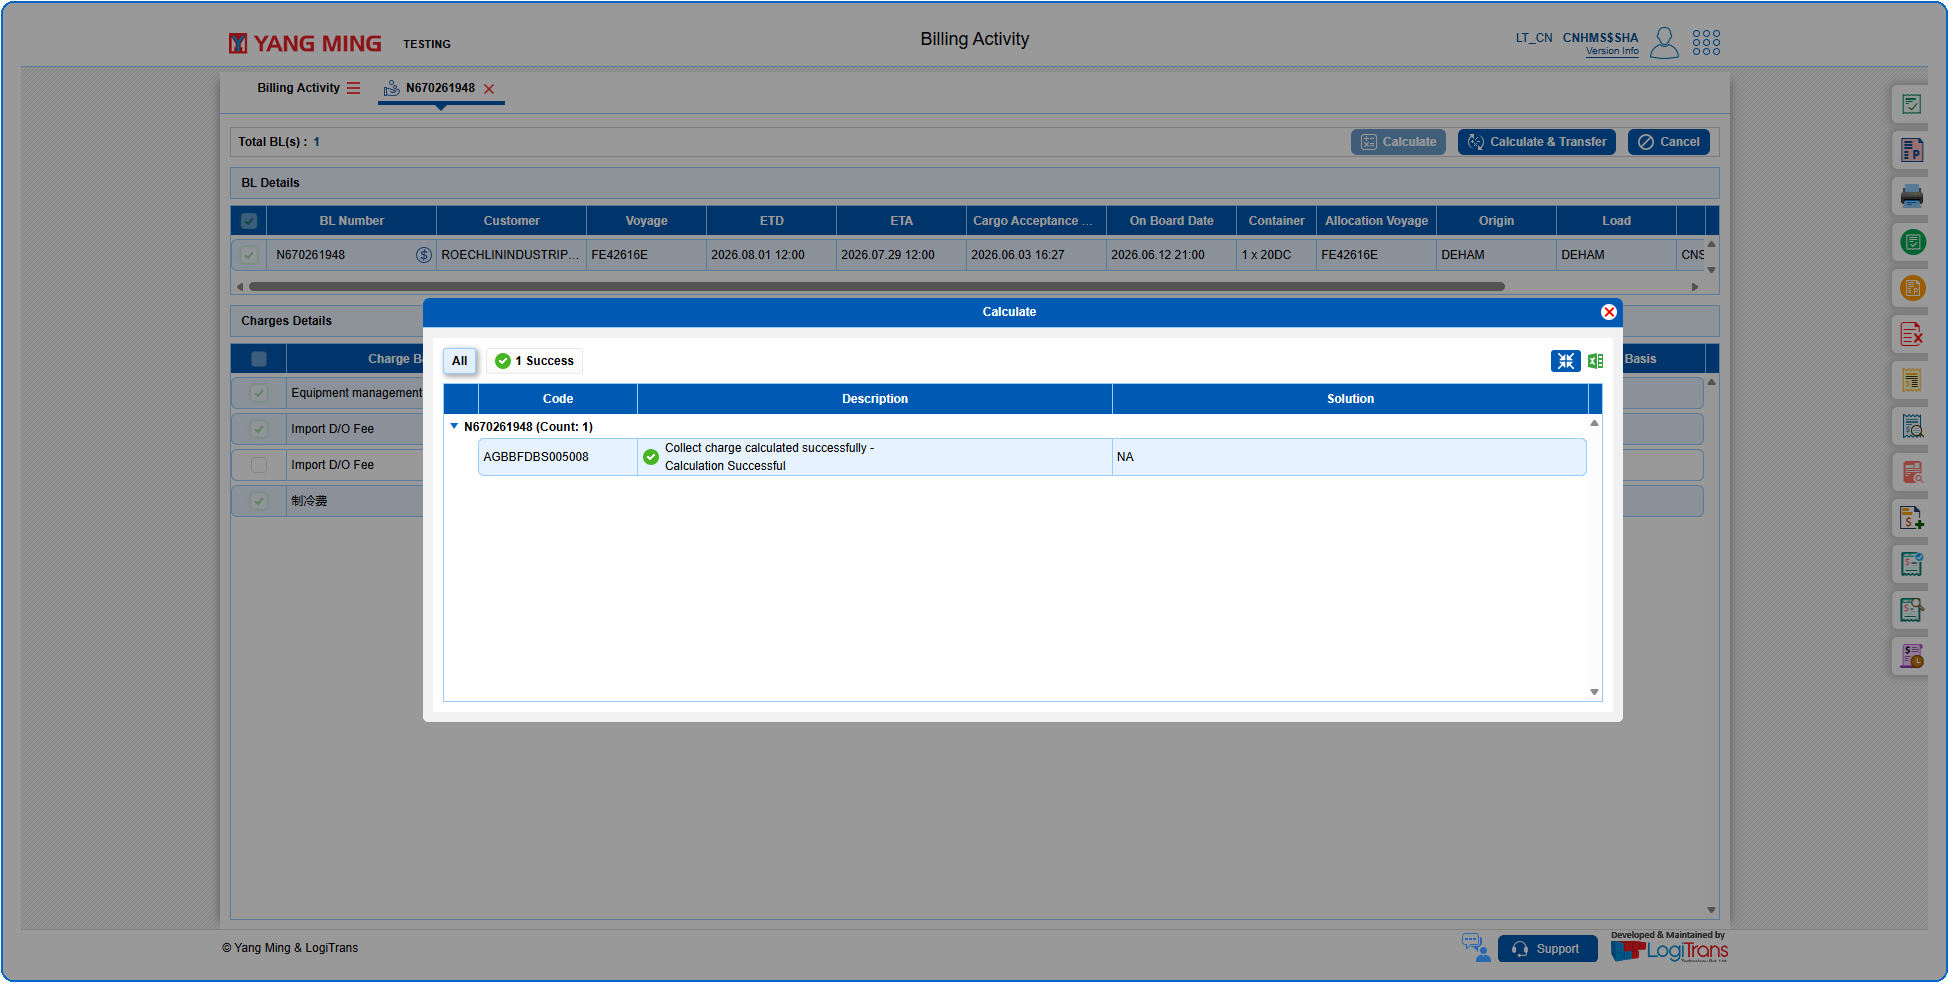 YANG MING TESTING
Billing Activity
LT_CN CNHMS$SHA
Version Info
Billing Activity N670261948
Total BL(s) : 1
Calculate
Calculate & Transfer
Cancel
BL Details
BL Number Customer Voyage ETD ETA Cargo Acceptance ... On Board Date Container Allocation Voyage Origin Load
N670261948 ROECHLININDUSTRIP... FE42616E 2026.08.01 12:00 2026.07.29 12:00 2026.06.03 16:27 2026.06.12 21:00 1 x 20DC FE42616E DEHAM DEHAM CNS
Charges Details
Charge B Basis
Equipment management
Import D/O Fee
Import D/O Fee
制冷费
Calculate
All
1 Success
Code Description Solution
N670261948 (Count: 1)
AGBBFDBS005008 Collect charge calculated successfully -
Calculation Successful NA
© Yang Ming & LogiTrans
Support
Developed & Maintained by
LogiTrans